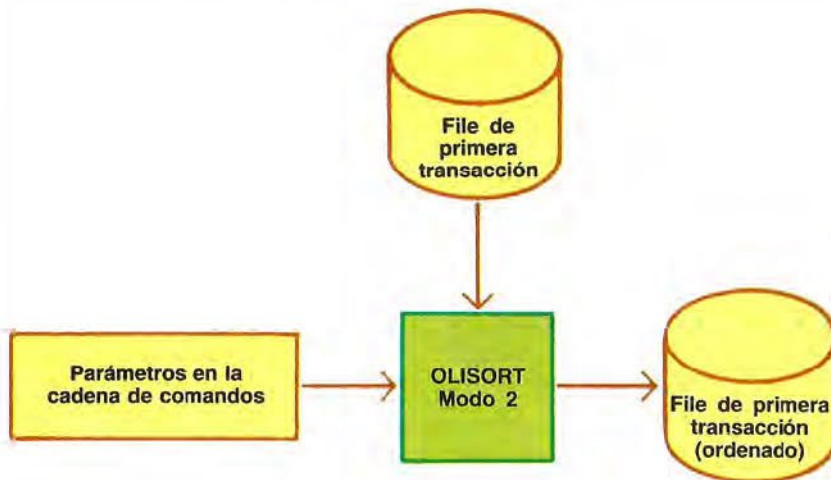 File de
primera
transacción
Parámetros en la
cadena de comandos
OLISORT
Modo 2
File de primera
transacción
(ordenado)